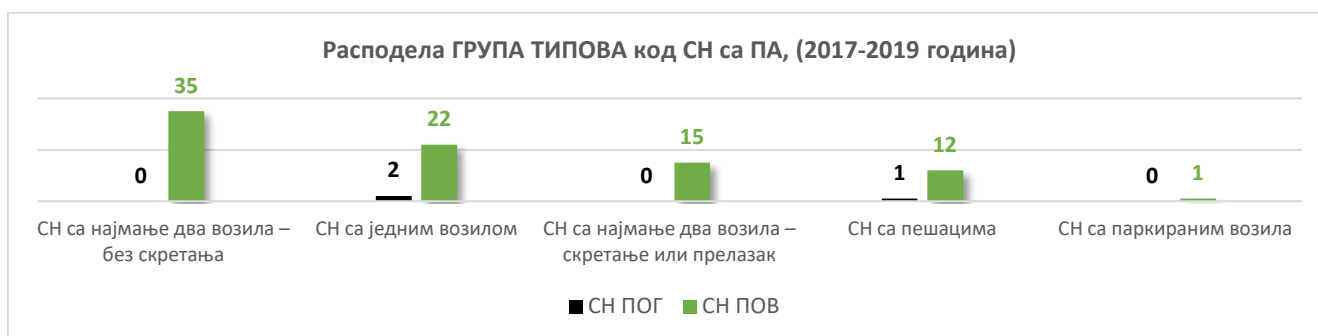 Расподела ГРУПА ТИПОВА код СН са ПА, (2017-2019 година)
35
0
22
2
15
0
12
1
1
0
СН са најмање два возила –
без скретања
СН са једним возилом
СН са најмање два возила –
скретање или прелазак
СН са пешацима
СН са паркираним возила
СН ПОГ
СН ПОВ